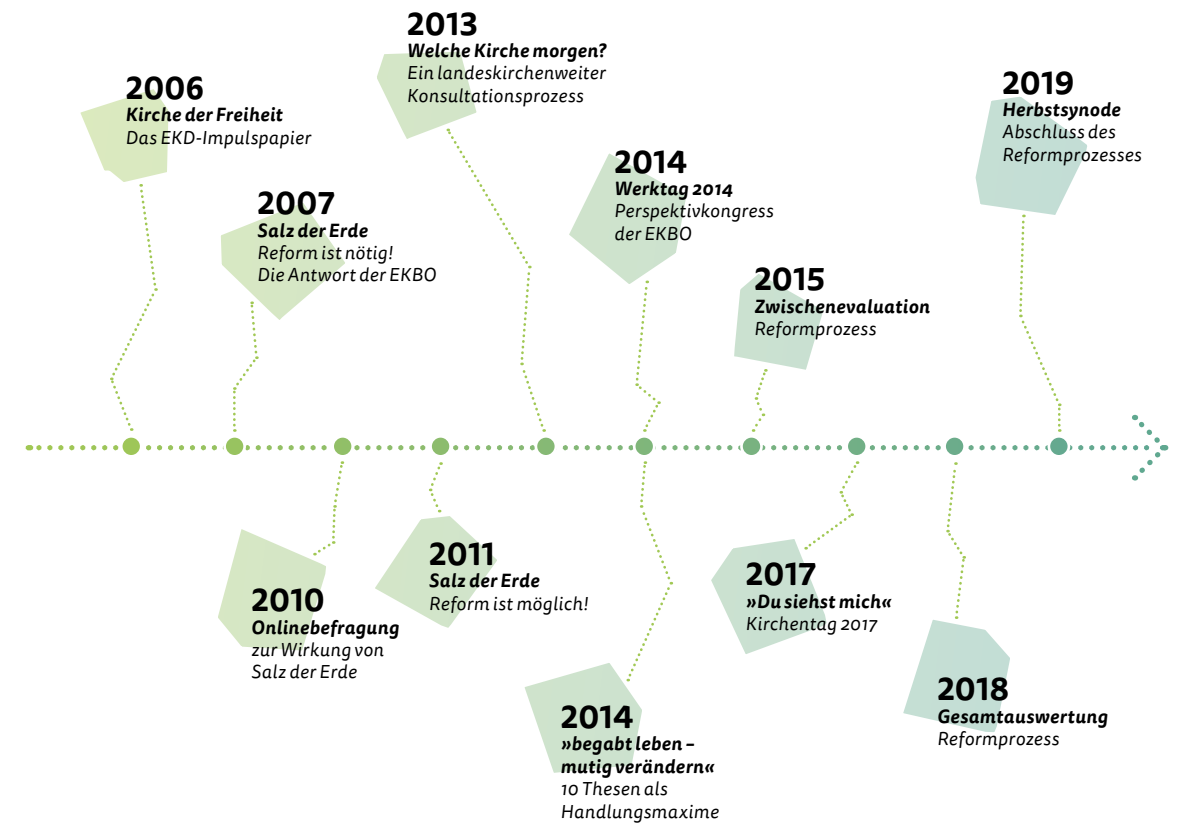 2006
Kirche der Freiheit
Das EKD-Impulspapier
2007
Salz der Erde
Reform ist nötig!
Die Antwort der EKBO
2010
Onlinebefragung
zur Wirkung von
Salz der Erde
2011
Salz der Erde
Reform ist möglich!
2013
Welche Kirche morgen?
Ein landeskirchenweiter
Konsultationsprozess
2014
Werktag 2014
Perspektivkongress
der EKBO
2014
»begabt leben –
mutig verändern«
10 Thesen als
Handlungsmaxime
2015
Zwischenevaluation
Reformprozess
2017
»Du siehst mich«
Kirchentag 2017
2018
Gesamtauswertung
Reformprozess
2019
Herbstsynode
Abschluss des
Reformprozesses